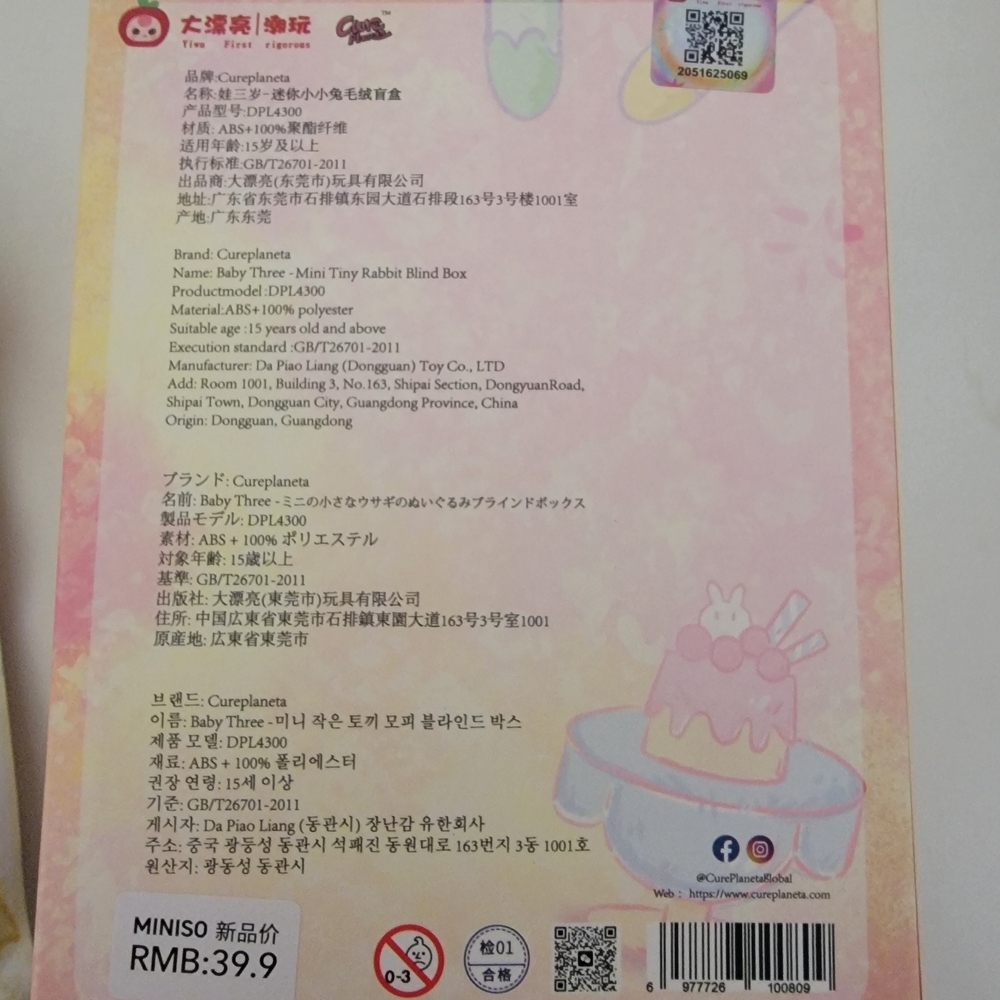 大漂亮|潮玩
Yiwu First rigorous
Cure
TM
2051625069
品牌:Cureplaneta
名称:娃三岁-迷你小小兔毛绒盲盒
产品型号:DPL4300
材质: ABS+100%聚酯纤维
适用年龄:15岁及以上
执行标准:GB/T26701-2011
出品商:大漂亮(东莞市)玩具有限公司
地址:广东省东莞市石排镇东园大道石排段163号3号楼1001室
产地:广东东莞
Brand: Cureplaneta
Name: Baby Three -Mini Tiny Rabbit Blind Box
Productmodel:DPL4300
Material:ABS+100% polyester
Suitable age :15 years old and above
Execution standard :GB/T26701-2011
Manufacturer: Da Piao Liang (Dongguan) Toy Co., LTD
Add: Room 1001, Building 3, No.163, Shipai Section, DongyuanRoad,
Shipai Town, Dongguan City, Guangdong Province, China
Origin: Dongguan, Guangdong
ブランド: Cureplaneta
名前: Baby Three -ミニの小さなウサギのぬいぐるみブラインドボックス
製品モデル: DPL4300
素材: ABS + 100% ポリエステル
対象年齢: 15歳以上
基準: GB/T26701-2011
出版社: 大漂亮(東莞市)玩具有限公司
住所: 中国広東省東莞市石排鎮東園大道163号3号室1001
原産地: 広東省東莞市
브랜드: Cureplaneta
이름: Baby Three -미니 작은 토끼 모피 블라인드 박스
제품 모델: DPL4300
재료: ABS + 100% 폴리에스터
권장 연령: 15세 이상
기준: GB/T26701-2011
게시자: Da Piao Liang (동관시) 장난감 유한회사
주소: 중국 광둥성 동관시 석패진 동원대로 163번지 3동 1001호
원산지: 광동성 동관시
@CurePlanetaGlobal
Web : https://www.cureplaneta.com
MINISO 新品价
RMB:39.9
0-3
检01
合格
6 977726 100809